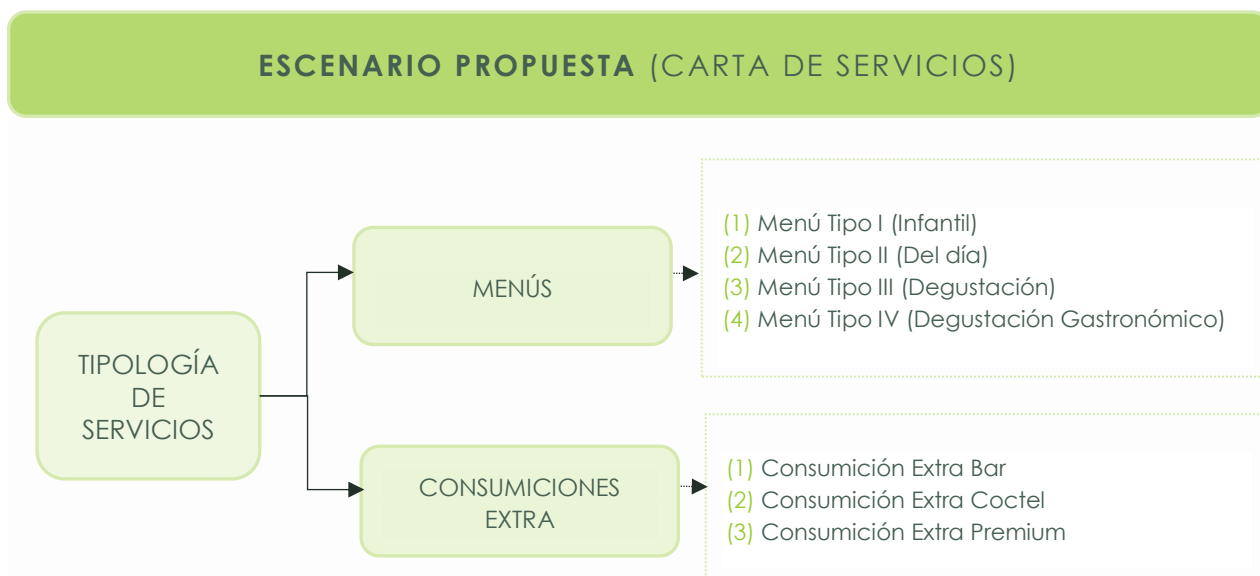 ESCENARIO PROPUESTA (CARTA DE SERVICIOS)
TIPOLOGÍA
DE
SERVICIOS
MENÚS
(1) Menú Tipo I (Infantil)
(2) Menú Tipo II (Del día)
(3) Menú Tipo III (Degustación)
(4) Menú Tipo IV (Degustación Gastronómico)
CONSUMICIONES
EXTRA
(1) Consumición Extra Bar
(2) Consumición Extra Coctel
(3) Consumición Extra Premium